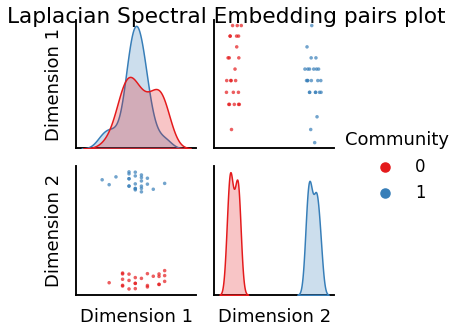 Laplacian Spectral Embedding pairs plot
Dimension 1
Community
0
1
Dimension 2
Dimension 1
Dimension 2